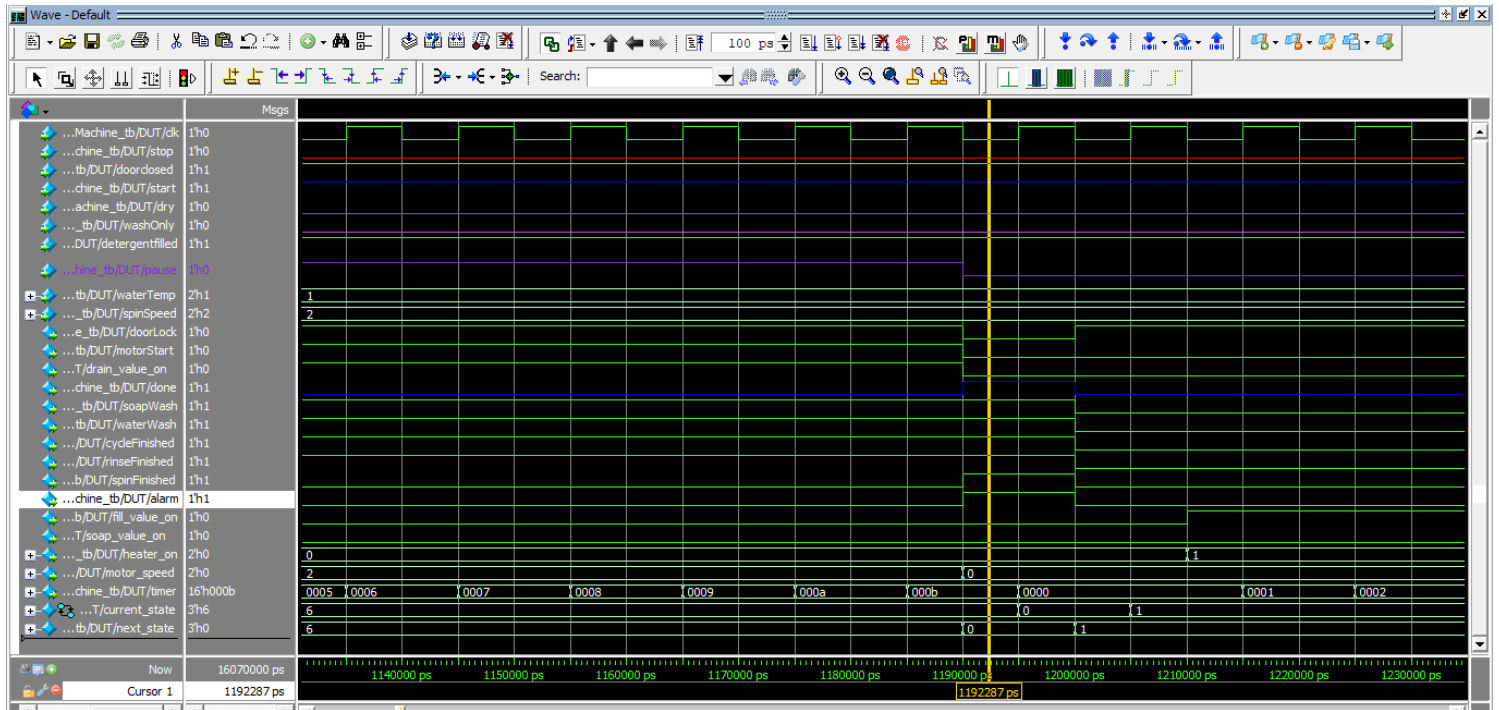 Wave - Default
100 ps
Search:
Msgs
...Machine_tb/DUT/clk 1'h0
...chine_tb/DUT/stop 1'h0
...tb/DUT/doorclosed 1'h1
...chine_tb/DUT/start 1'h1
...achine_tb/DUT/dry 1'h0
..._tb/DUT/washOnly 1'h0
...DUT/detergentfilled 1'h1
...hine_tb/DUT/pause 1'h0
...tb/DUT/waterTemp 2'h1 1
..._tb/DUT/spinSpeed 2'h2 2
...e_tb/DUT/doorLock 1'h0
...tb/DUT/motorStart 1'h0
...T/drain_value_on 1'h0
...chine_tb/DUT/done 1'h1
..._tb/DUT/soapWash 1'h1
...tb/DUT/waterWash 1'h1
.../DUT/cycleFinished 1'h1
.../DUT/rinseFinished 1'h1
...b/DUT/spinFinished 1'h1
...chine_tb/DUT/alarm 1'h1
...b/DUT/fill_value_on 1'h0
...T/soap_value_on 1'h0
..._tb/DUT/heater_on 2'h0 0 1
.../DUT/motor_speed 2'h0 2 0
...chine_tb/DUT/timer 16'h000b 0005 0006 0007 0008 0009 000a 000b 0000 0001 0002
...T/current_state 3'h6 6 0 1
...tb/DUT/next_state 3'h0 6 0 1
Now 16070000 ps 1140000 ps 1150000 ps 1160000 ps 1170000 ps 1180000 ps 1190000 ps 1200000 ps 1210000 ps 1220000 ps 1230000 ps
Cursor 1 1192287 ps 1192287 ps